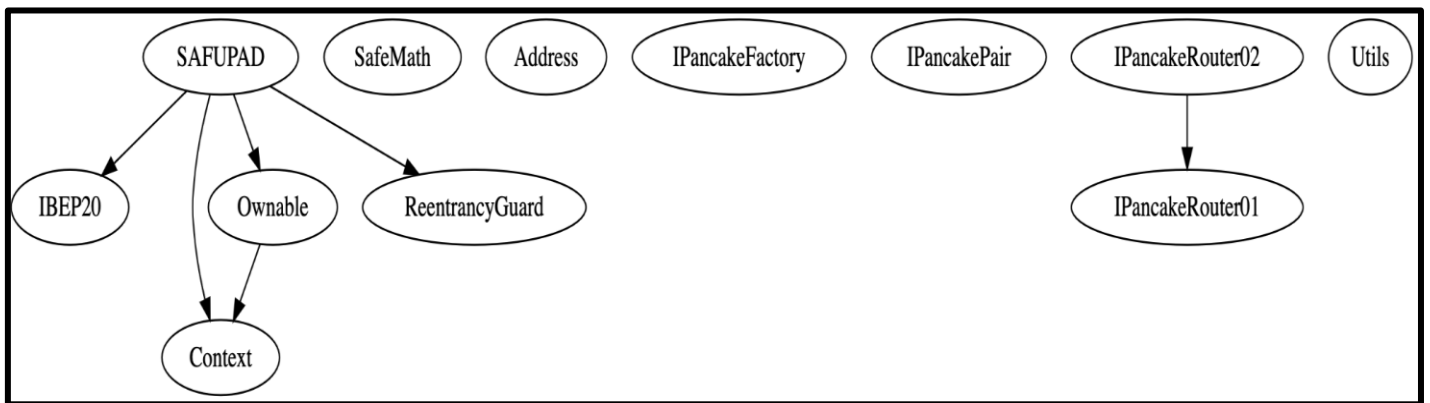 SAFUPAD
SafeMath
Address
IPancakeFactory
IPancakePair
IPancakeRouter02
Utils
IBEP20
Ownable
ReentrancyGuard
IPancakeRouter01
Context